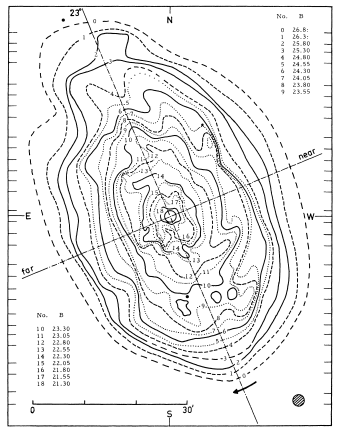 23"
N
No. B
0 26.8:
1 26.3:
2 25.80
3 25.30
4 24.80
5 24.55
6 24.30
7 24.05
8 23.80
9 23.55
near
E
W
far
No. B
10 23.30
11 23.05
12 22.80
13 22.55
14 22.30
15 22.05
16 21.80
17 21.55
18 21.30
0
30'
S